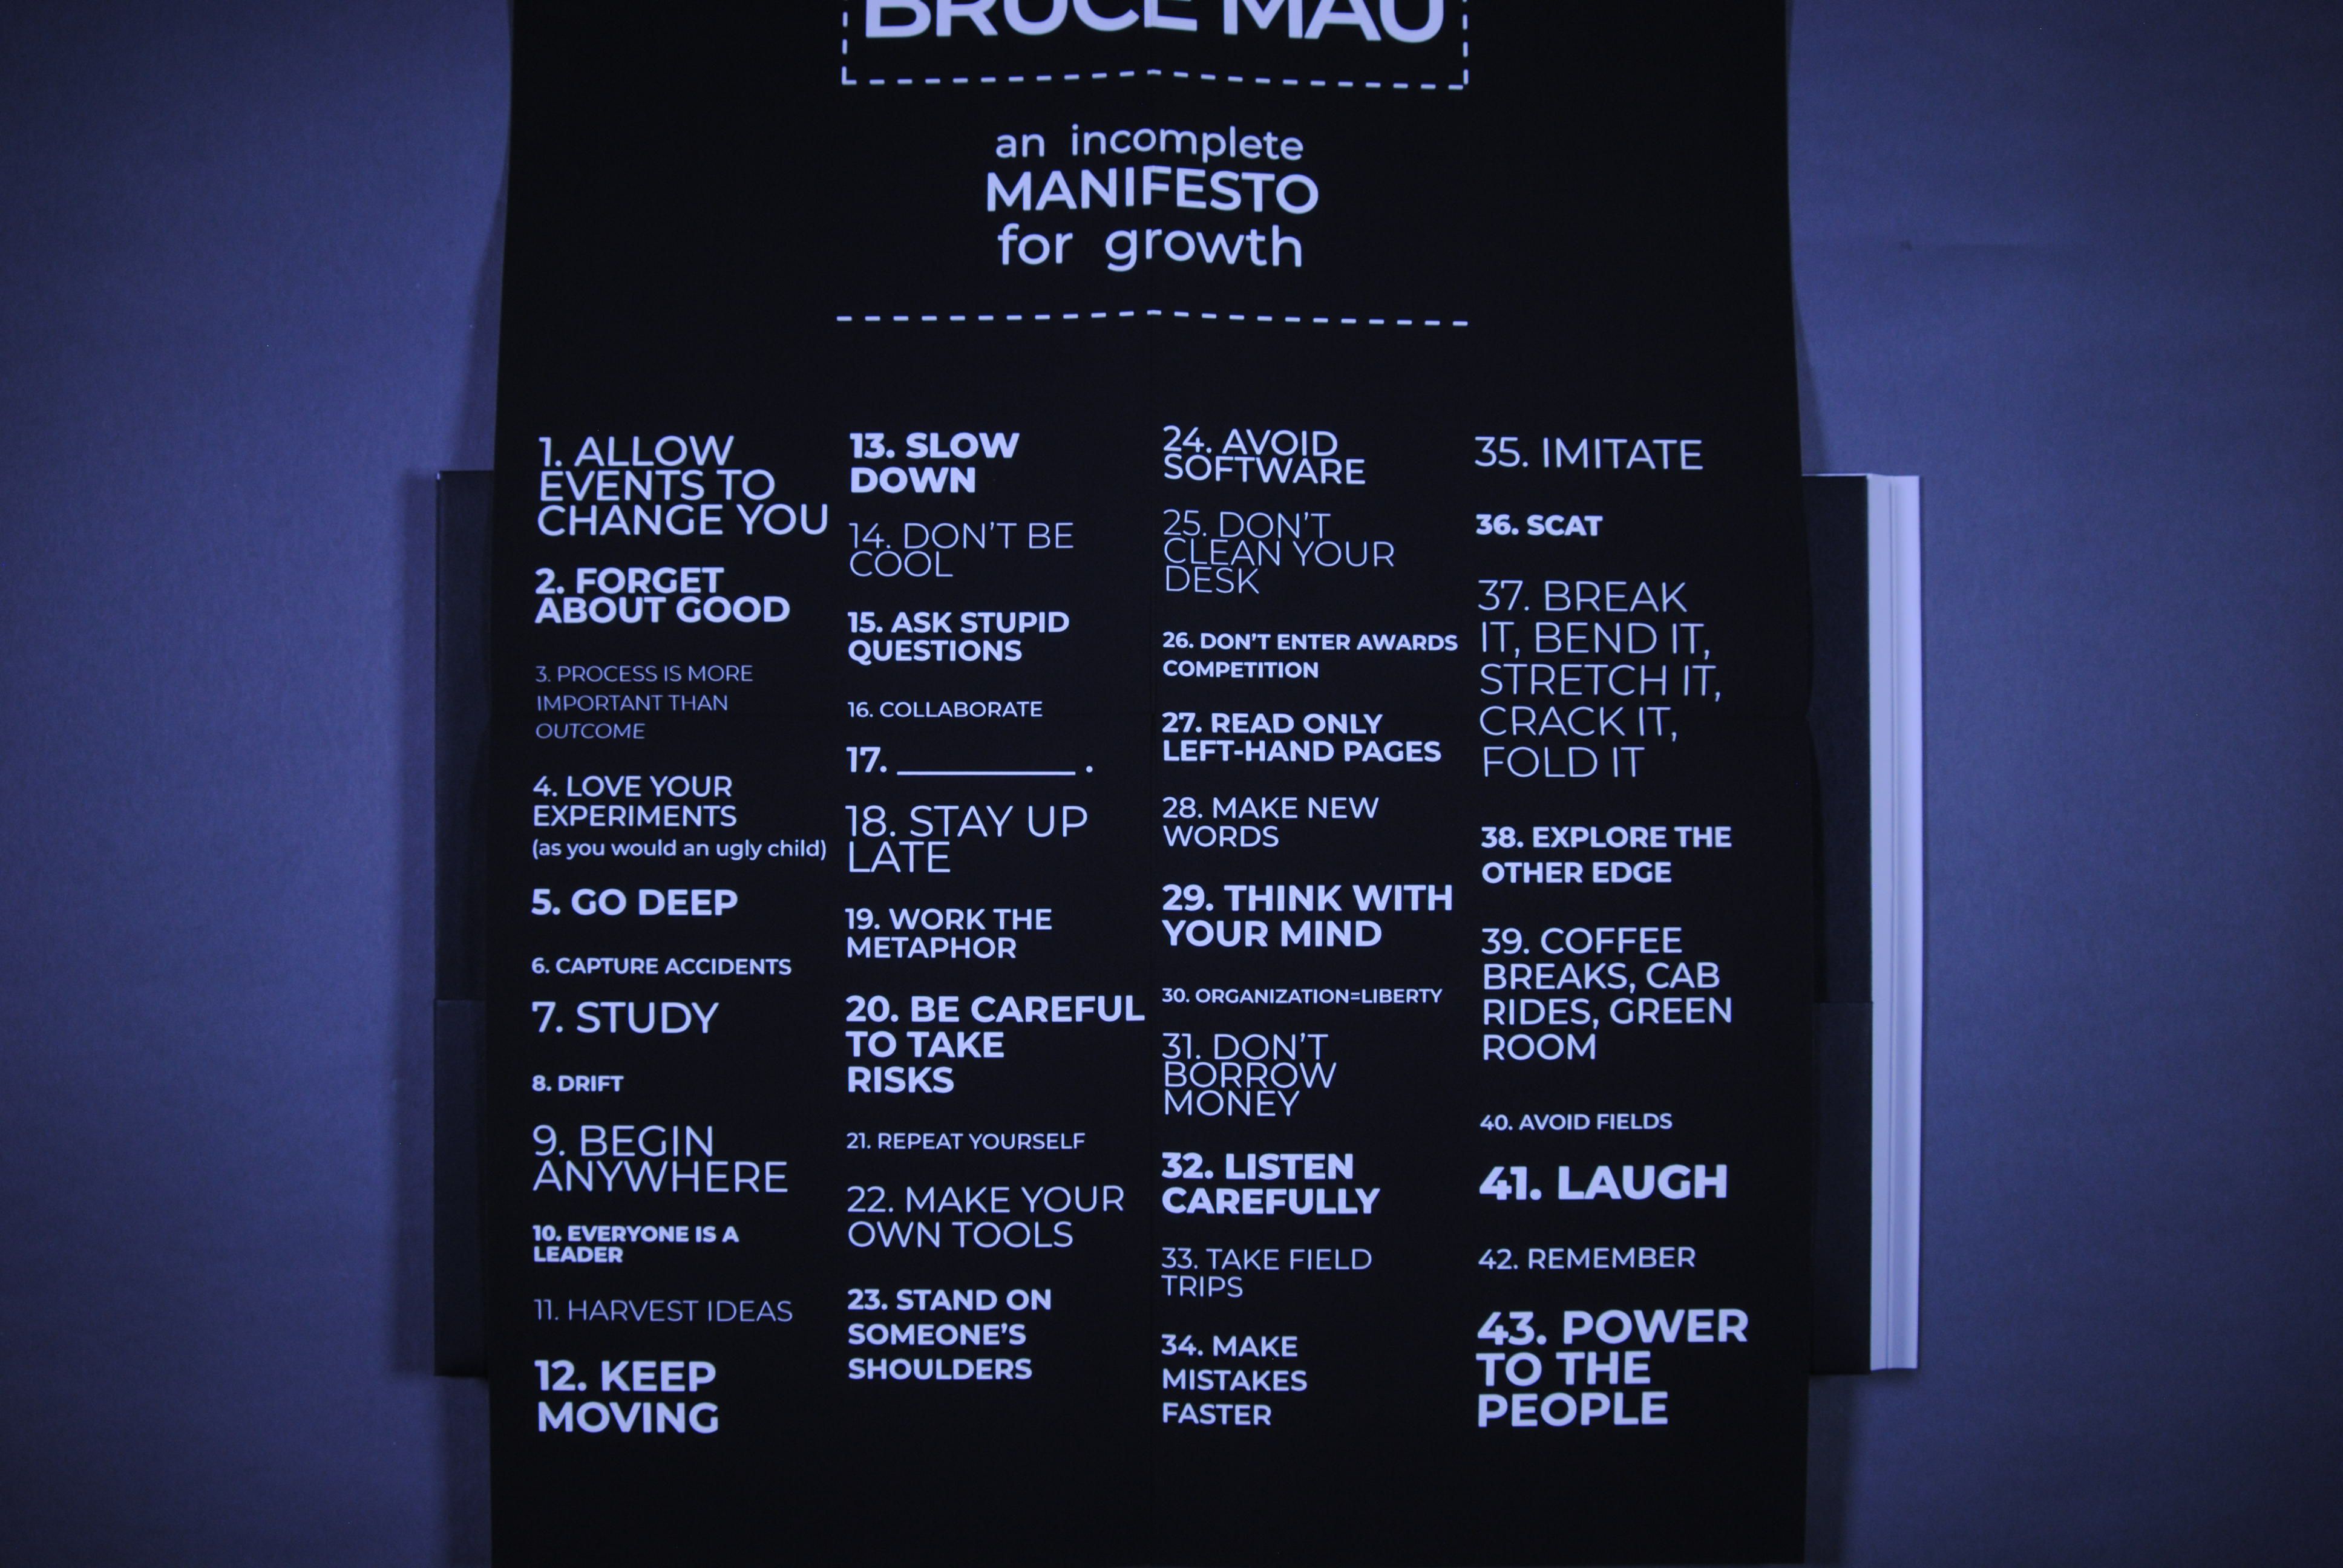 BRUCE MAU
an incomplete
MANIFESTO
for growth
1. ALLOW
EVENTS TO
CHANGE YOU
2. FORGET
ABOUT GOOD
3. PROCESS IS MORE
IMPORTANT THAN
OUTCOME
4. LOVE YOUR
EXPERIMENTS
(as you would an ugly child)
5. GO DEEP
6. CAPTURE ACCIDENTS
7. STUDY
8. DRIFT
9. BEGIN
ANYWHERE
10. EVERYONE IS A
LEADER
11. HARVEST IDEAS
12. KEEP
MOVING
13. SLOW
DOWN
14. DON'T BE
COOL
15. ASK STUPID
QUESTIONS
16. COLLABORATE
17. __________ .
18. STAY UP
LATE
19. WORK THE
METAPHOR
20. BE CAREFUL
TO TAKE
RISKS
21. REPEAT YOURSELF
22. MAKE YOUR
OWN TOOLS
23. STAND ON
SOMEONE'S
SHOULDERS
24. AVOID
SOFTWARE
25. DON'T
CLEAN YOUR
DESK
26. DON'T ENTER AWARDS
COMPETITION
27. READ ONLY
LEFT-HAND PAGES
28. MAKE NEW
WORDS
29. THINK WITH
YOUR MIND
30. ORGANIZATION=LIBERTY
31. DON'T
BORROW
MONEY
32. LISTEN
CAREFULLY
33. TAKE FIELD
TRIPS
34. MAKE
MISTAKES
FASTER
35. IMITATE
36. SCAT
37. BREAK
IT, BEND IT,
STRETCH IT,
CRACK IT,
FOLD IT
38. EXPLORE THE
OTHER EDGE
39. COFFEE
BREAKS, CAB
RIDES, GREEN
ROOM
40. AVOID FIELDS
41. LAUGH
42. REMEMBER
43. POWER
TO THE
PEOPLE